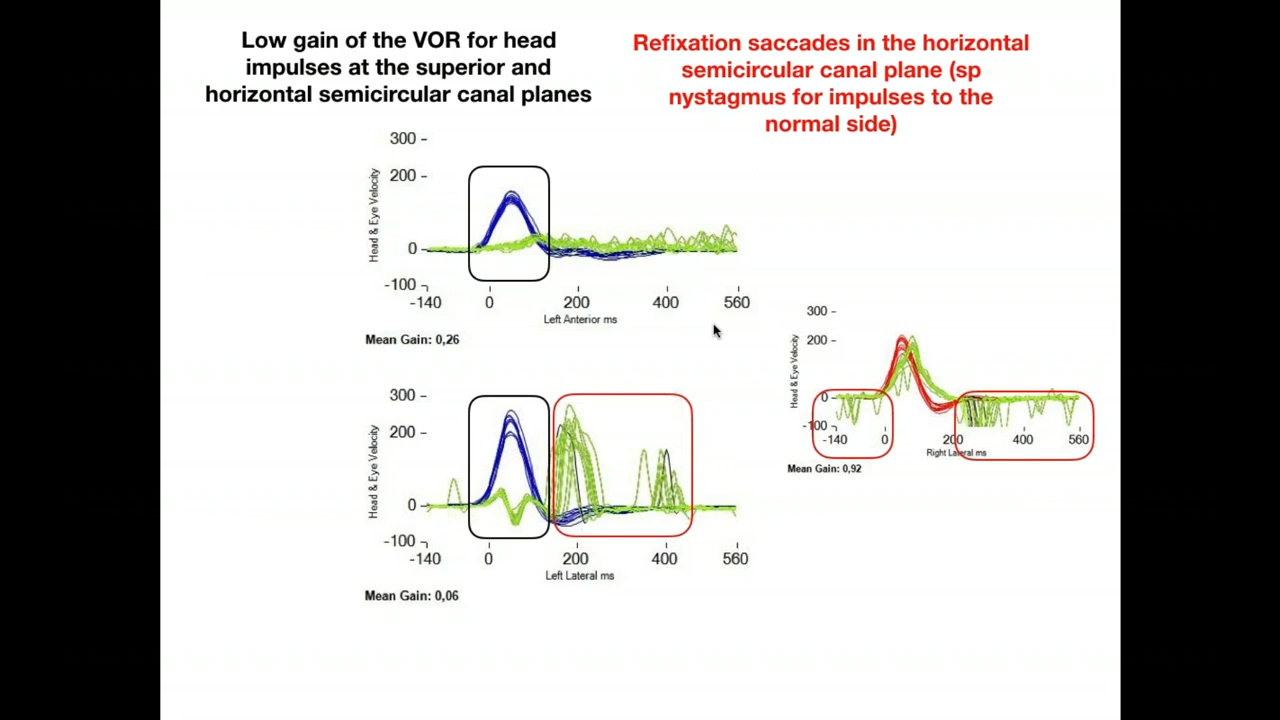 Low gain of the VOR for head
impulses at the superior and
horizontal semicircular canal planes
Refixation saccades in the horizontal
semicircular canal plane (sp
nystagmus for impulses to the
normal side)
300
200
0
-100
Head & Eye Velocity
-140 0 200 400 560
Left Anterior ms
Mean Gain: 0,26
300
200
0
-100
Head & Eye Velocity
-140 0 200 400 560
Left Lateral ms
Mean Gain: 0,06
300
200
0
-100
Head & Eye Velocity
-140 0 200 400 560
Right Lateral ms
Mean Gain: 0,92